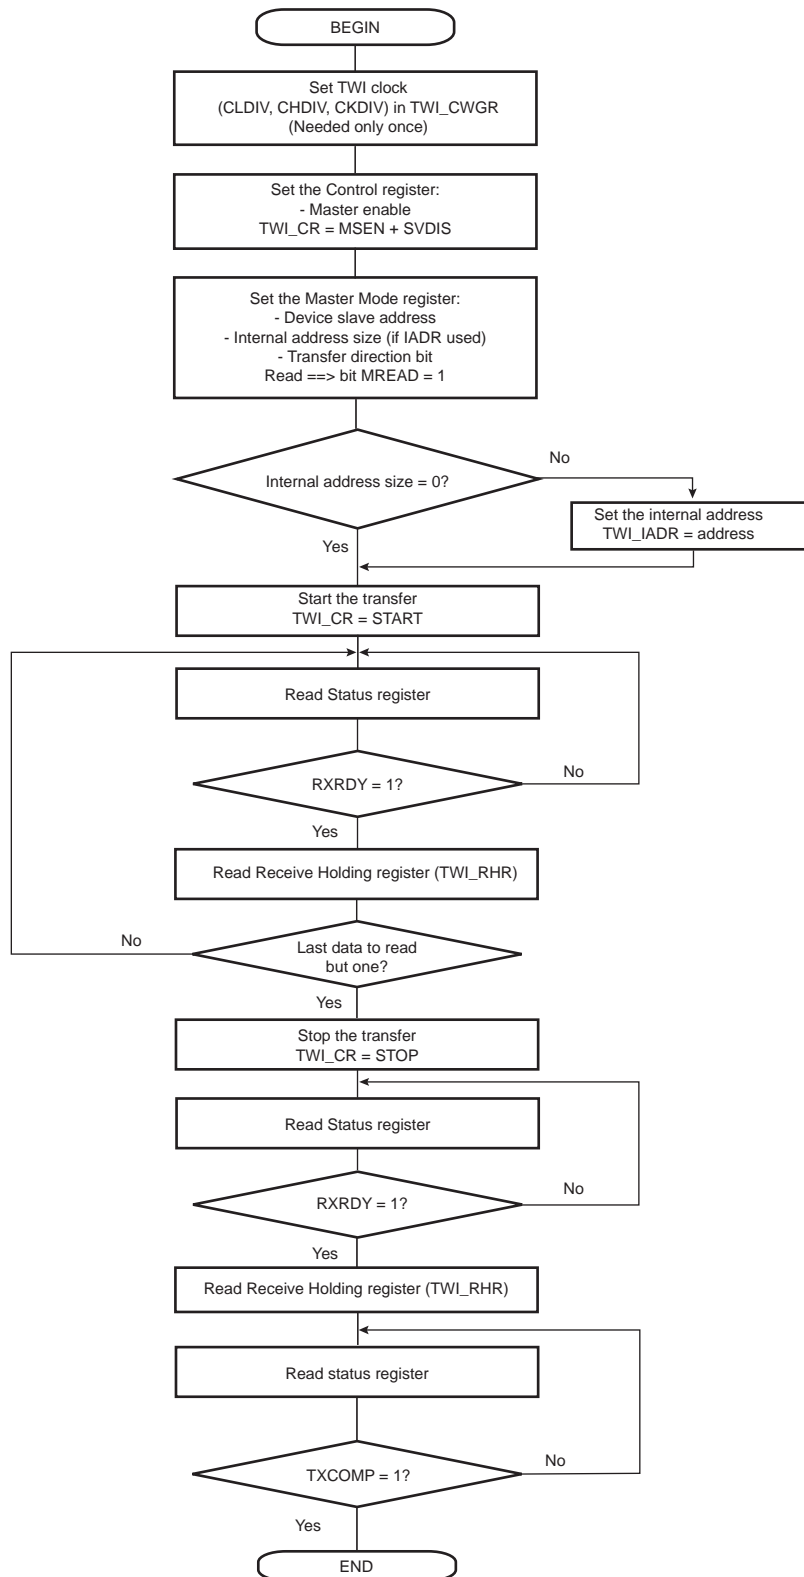 BEGIN
Set TWI clock
(CLDIV, CHDIV, CKDIV) in TWI_CWGR
(Needed only once)
Set the Control register:
- Master enable
TWI_CR = MSEN + SVDIS
Set the Master Mode register:
- Device slave address
- Internal address size (if IADR used)
- Transfer direction bit
Read ==> bit MREAD = 1
Internal address size = 0?
No
Set the internal address
TWI_IADR = address
Yes
Start the transfer
TWI_CR = START
Read Status register
RXRDY = 1?
No
Yes
Read Receive Holding register (TWI_RHR)
No
Last data to read
but one?
Yes
Stop the transfer
TWI_CR = STOP
Read Status register
RXRDY = 1?
No
Yes
Read Receive Holding register (TWI_RHR)
Read status register
TXCOMP = 1?
No
Yes
END